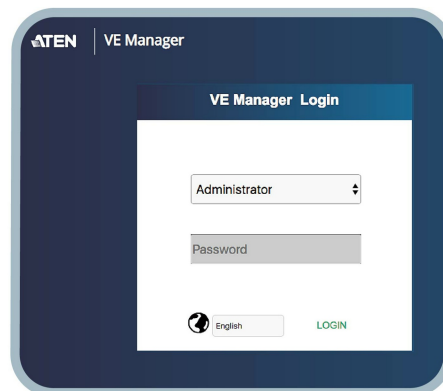 ATEN VE Manager
VE Manager Login
Administrator
Password
English LOGIN